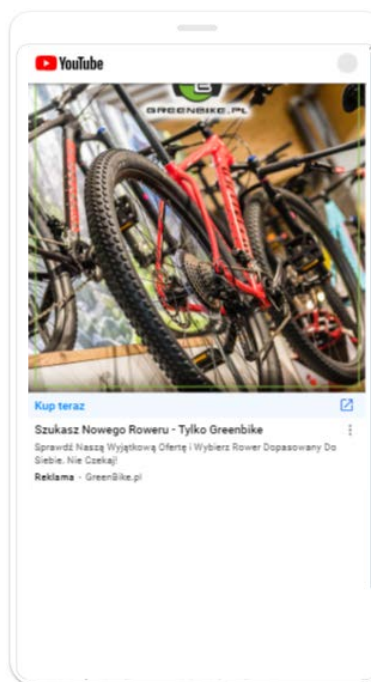 YouTube
GREENBIKE.PL
Kup teraz
Szukasz Nowego Roweru - Tylko Greenbike
Sprawdź Naszą Wyjątkową Ofertę i Wybierz Rower Dopasowany Do
Siebie. Nie Czekaj!
Reklama - GreenBike.pl